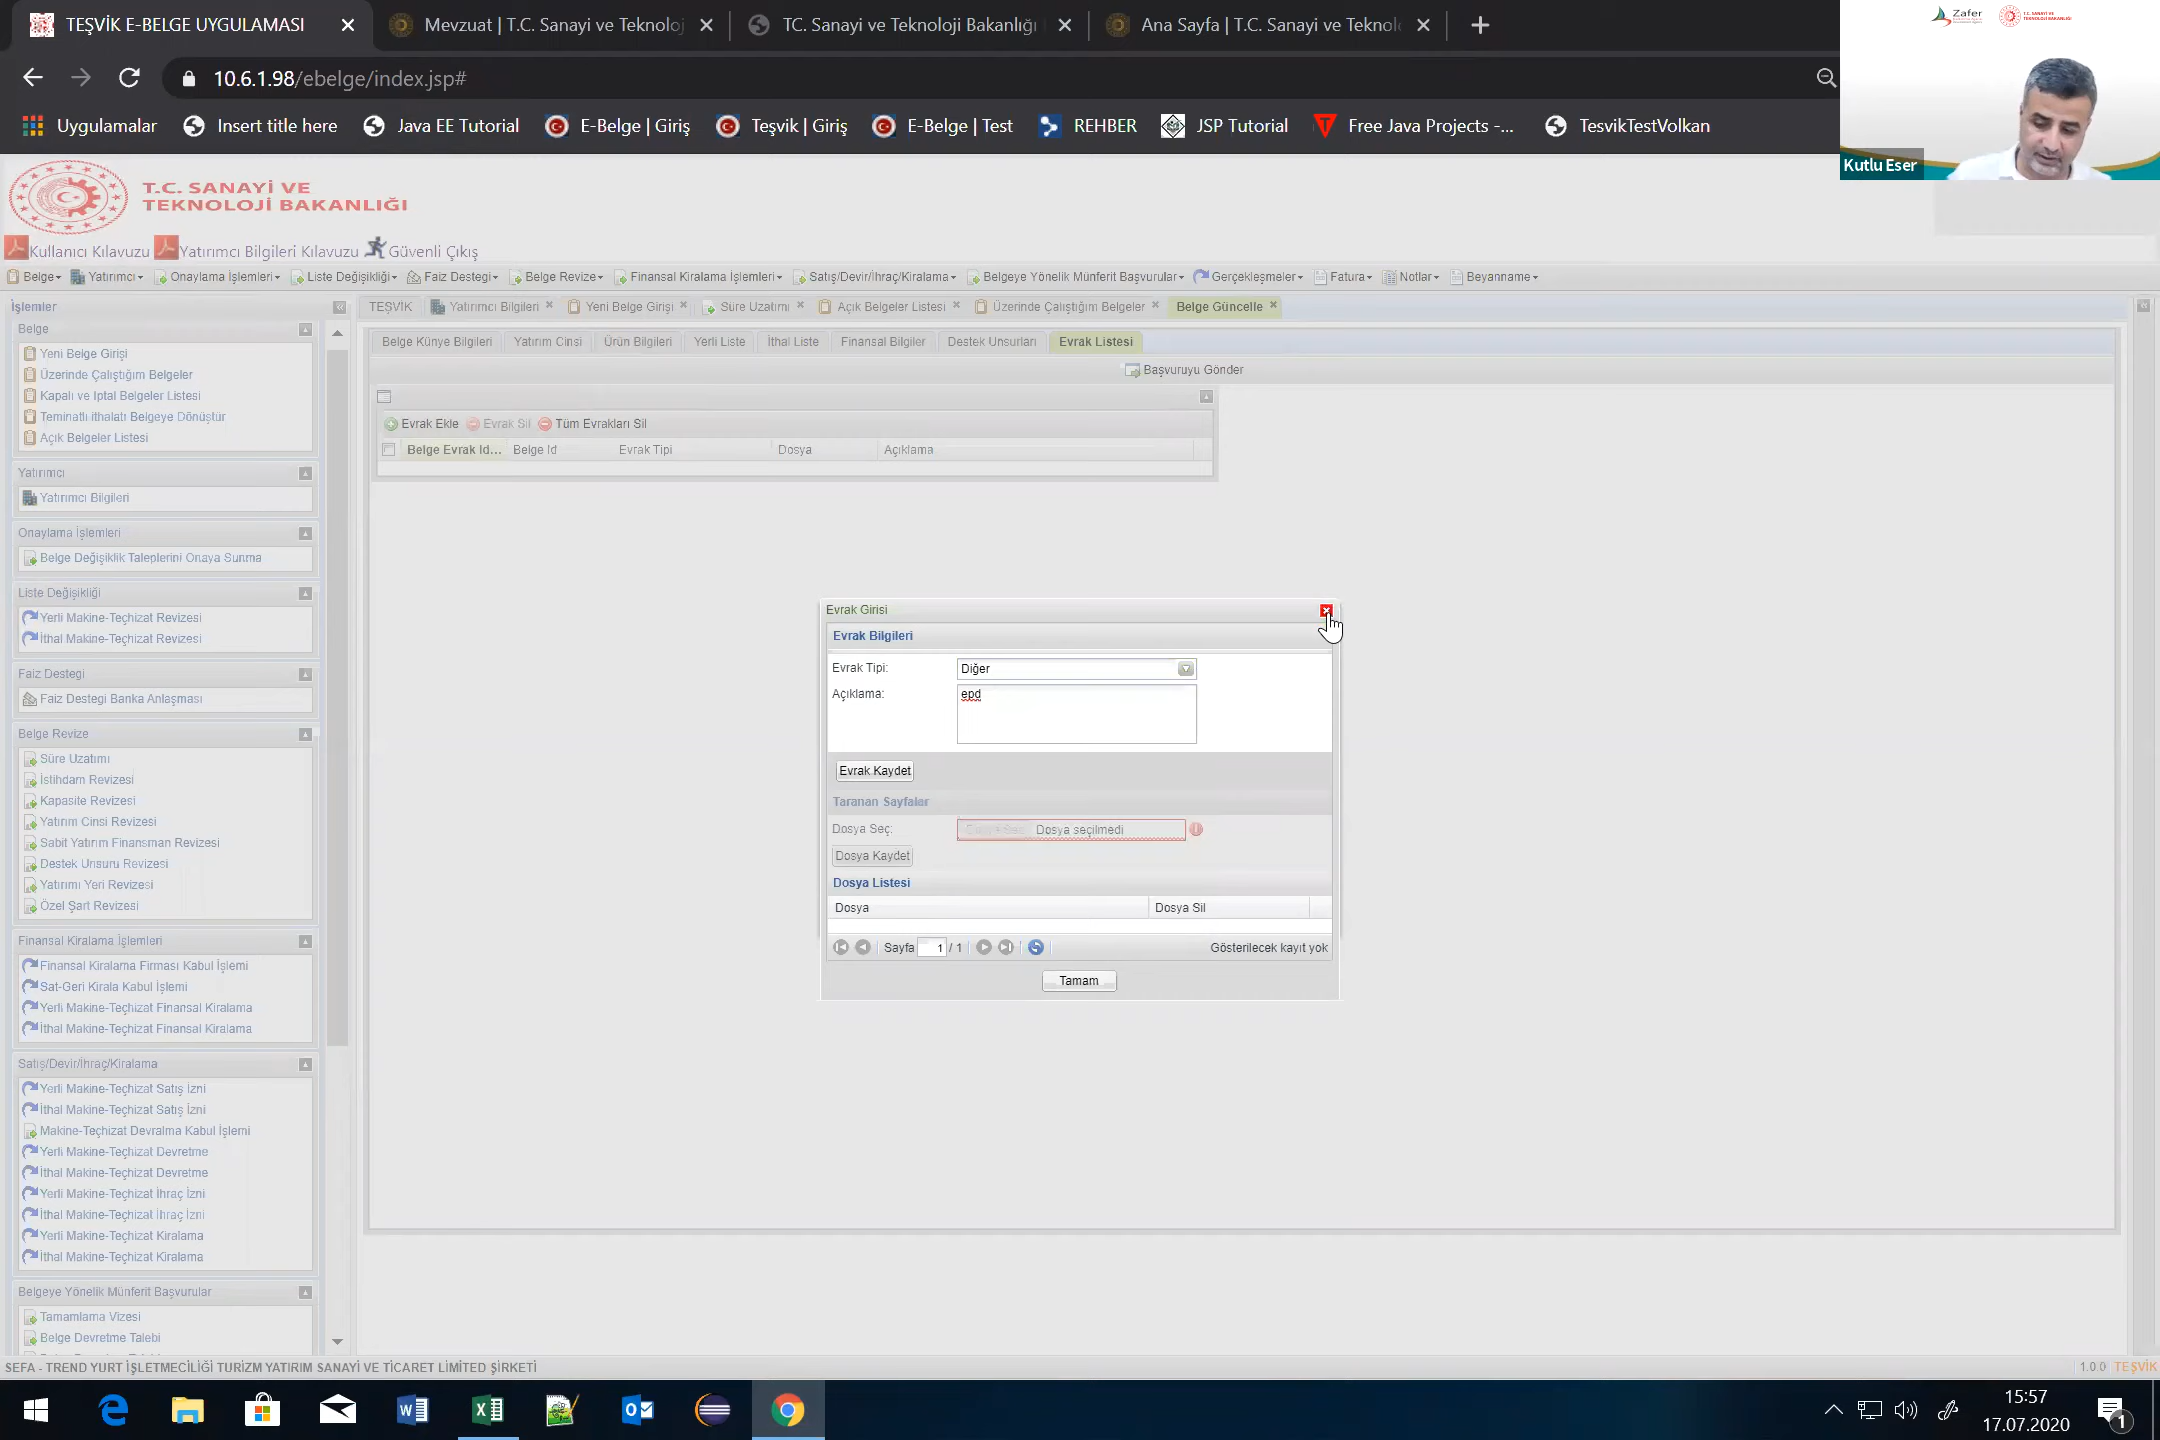 TEŞVİK E-BELGE UYGULAMASI
Mevzuat | T.C. Sanayi ve Teknoloj
TC. Sanayi ve Teknoloji Bakanlığı
Ana Sayfa | T.C. Sanayi ve Teknol
Zafer
T.C. SANAYİ VE
TEKNOLOJİ BAKANLIĞI
10.6.1.98/ebelge/index.jsp#
Uygulamalar
Insert title here
Java EE Tutorial
E-Belge | Giriş
Teşvik | Giriş
E-Belge | Test
REHBER
JSP Tutorial
Free Java Projects -...
TesvikTestVolkan
Kutlu Eser
T.C. SANAYİ VE
TEKNOLOJİ BAKANLIĞI
Kullanıcı Kılavuzu Yatırımcı Bilgileri Kılavuzu Güvenli Çıkış
Belge Yatırımcı Onaylama İşlemleri Liste Değişikliği Faiz Destegi Belge Revize Finansal Kiralama İşlemleri Satış/Devir/İhraç/Kiralama Belgeye Yönelik Münferit Başvurular Gerçekleşmeler Fatura Notlar Beyanname
İşlemler
TEŞVİK Yatırımcı Bilgileri Yeni Belge Girişi Süre Uzatımı Açık Belgeler Listesi Üzerinde Çalıştığım Belgeler Belge Güncelle
Belge Künye Bilgileri Yatırım Cinsi Ürün Bilgileri Yerli Liste İthal Liste Finansal Bilgiler Destek Unsurları Evrak Listesi
Başvuruyu Gönder
Evrak Ekle Evrak Sil Tüm Evrakları Sil
Belge Evrak Id... Belge Id Evrak Tipi Dosya Açıklama
Belge
Yeni Belge Girişi
Üzerinde Çalıştığım Belgeler
Kapalı ve İptal Belgeler Listesi
Teminatlı ithalatı Belgeye Dönüştür
Açık Belgeler Listesi
Yatırımcı
Yatırımcı Bilgileri
Onaylama İşlemleri
Belge Değişiklik Taleplerini Onaya Sunma
Liste Değişikliği
Yerli Makine-Teçhizat Revizesi
İthal Makine-Teçhizat Revizesi
Faiz Destegi
Faiz Destegi Banka Anlaşması
Belge Revize
Süre Uzatımı
İstihdam Revizesi
Kapasite Revizesi
Yatırım Cinsi Revizesi
Sabit Yatırım Finansman Revizesi
Destek Unsuru Revizesi
Yatırımı Yeri Revizesi
Özel Şart Revizesi
Finansal Kiralama İşlemleri
Finansal Kiralama Firması Kabul İşlemi
Sat-Geri Kirala Kabul İşlemi
Yerli Makine-Teçhizat Finansal Kiralama
İthal Makine-Teçhizat Finansal Kiralama
Satış/Devir/İhraç/Kiralama
Yerli Makine-Teçhizat Satış İzni
İthal Makine-Teçhizat Satış İzni
Makine-Teçhizat Devralma Kabul İşlemi
Yerli Makine-Teçhizat Devretme
İthal Makine-Teçhizat Devretme
Yerli Makine-Teçhizat İhraç İzni
İthal Makine-Teçhizat İhraç İzni
Yerli Makine-Teçhizat Kiralama
İthal Makine-Teçhizat Kiralama
Belgeye Yönelik Münferit Başvurular
Tamamlama Vizesi
Belge Devretme Talebi
Evrak Girisi
Evrak Bilgileri
Evrak Tipi: Diğer
Açıklama: epd
Evrak Kaydet
Taranan Sayfalar
Dosya Seç: Dosya seçilmedi
Dosya Kaydet
Dosya Listesi
Dosya Dosya Sil
Sayfa 1 / 1 Gösterilecek kayıt yok
Tamam
SEFA - TREND YURT İŞLETMECİLİĞİ TURİZM YATIRIM SANAYİ VE TİCARET LİMİTED ŞİRKETİ
1.0.0 TEŞVİK
15:57
17.07.2020
1